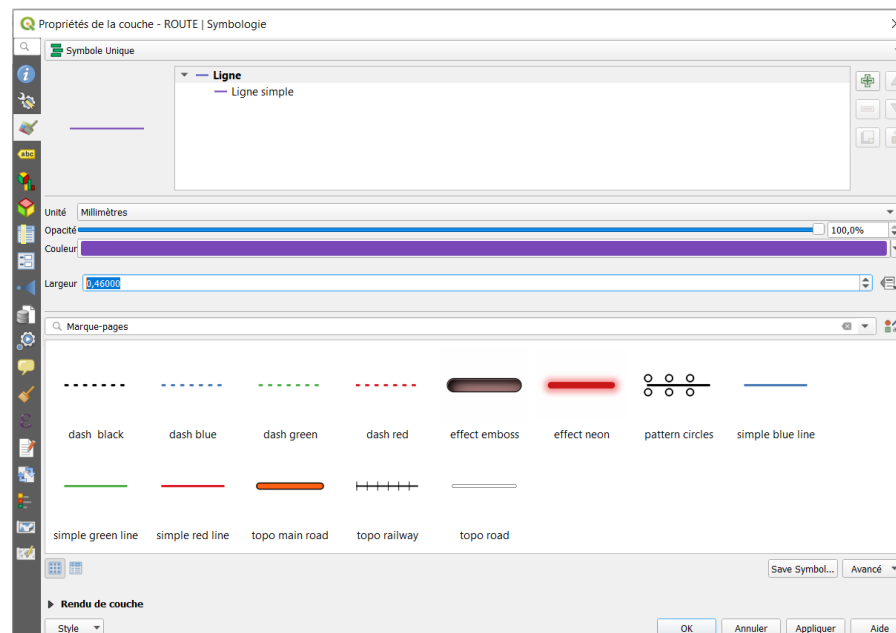 Propriétés de la couche - ROUTE | Symbologie
Symbole Unique
Ligne
Ligne simple
abc
Unité Millimètres
Opacité 100,0%
Couleur
Largeur 0,46000
Marque-pages
dash  black dash blue dash green dash red effect emboss effect neon pattern circles simple blue line
simple green line simple red line topo main road topo railway topo road
Save Symbol... Avancé
Rendu de couche
Style OK Annuler Appliquer Aide